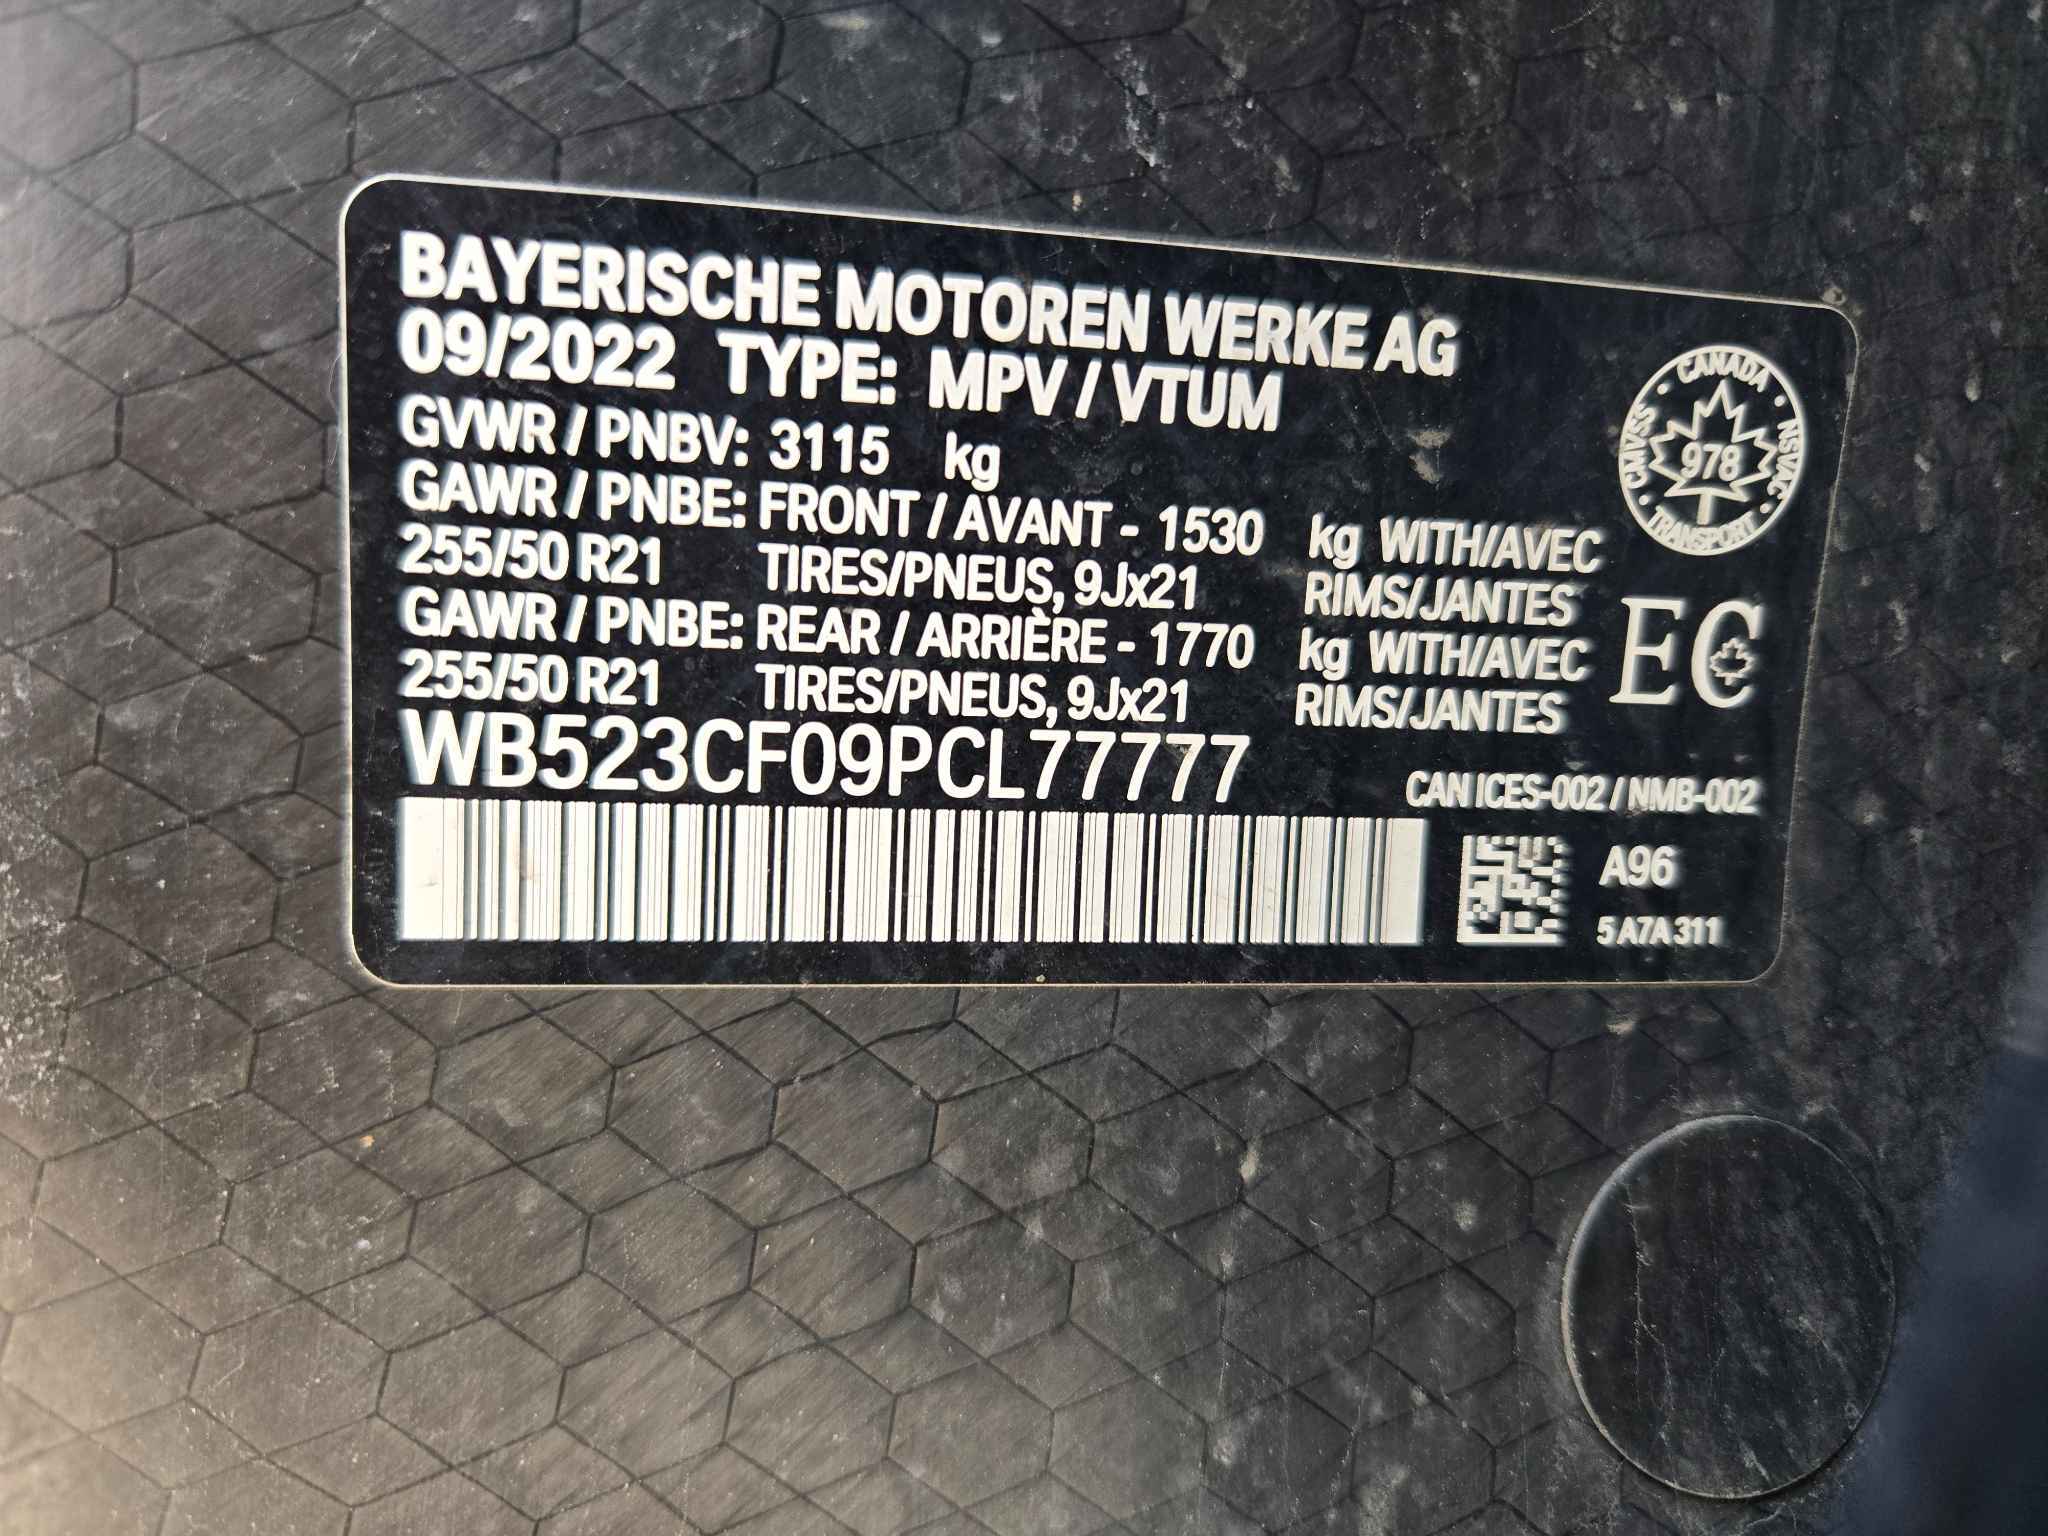 BAYERISCHE MOTOREN WERKE AG
09/2022 TYPE: MPV / VTUM
GVWR / PNBV: 3115 kg
GAWR / PNBE: FRONT / AVANT - 1530 kg WITH/AVEC
255/50 R21 TIRES/PNEUS, 9Jx21 RIMS/JANTES
GAWR / PNBE: REAR / ARRIÈRE - 1770 kg WITH/AVEC
255/50 R21 TIRES/PNEUS, 9Jx21 RIMS/JANTES
WB523CF09PCL77777
CANADA · NSVAC · TRANSPORT · CMVSS ·
978
EC
CAN ICES-002 / NMB-002
A96
5 A7A 311